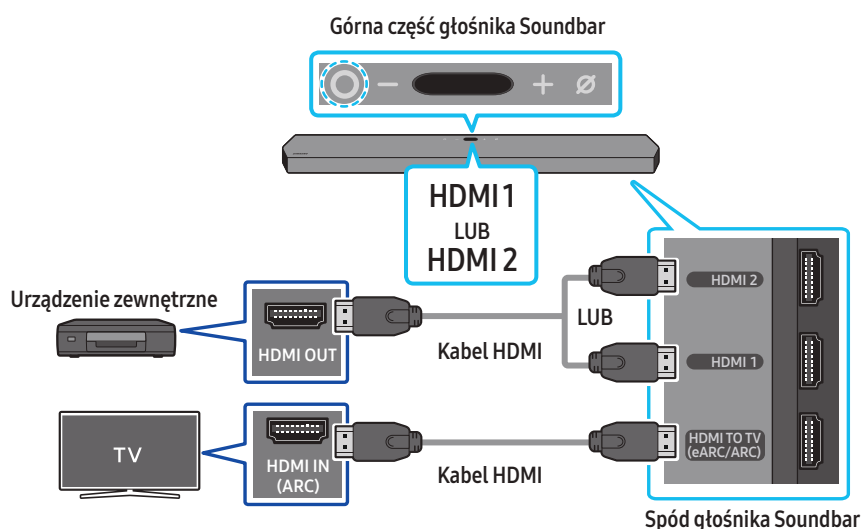 Górna część głośnika Soundbar
HDMI 1
LUB
HDMI 2
Urządzenie zewnętrzne
HDMI OUT
Kabel HDMI
LUB
HDMI 2
HDMI 1
TV
HDMI IN
(ARC)
Kabel HDMI
HDMI TO TV
(eARC/ARC)
Spód głośnika Soundbar